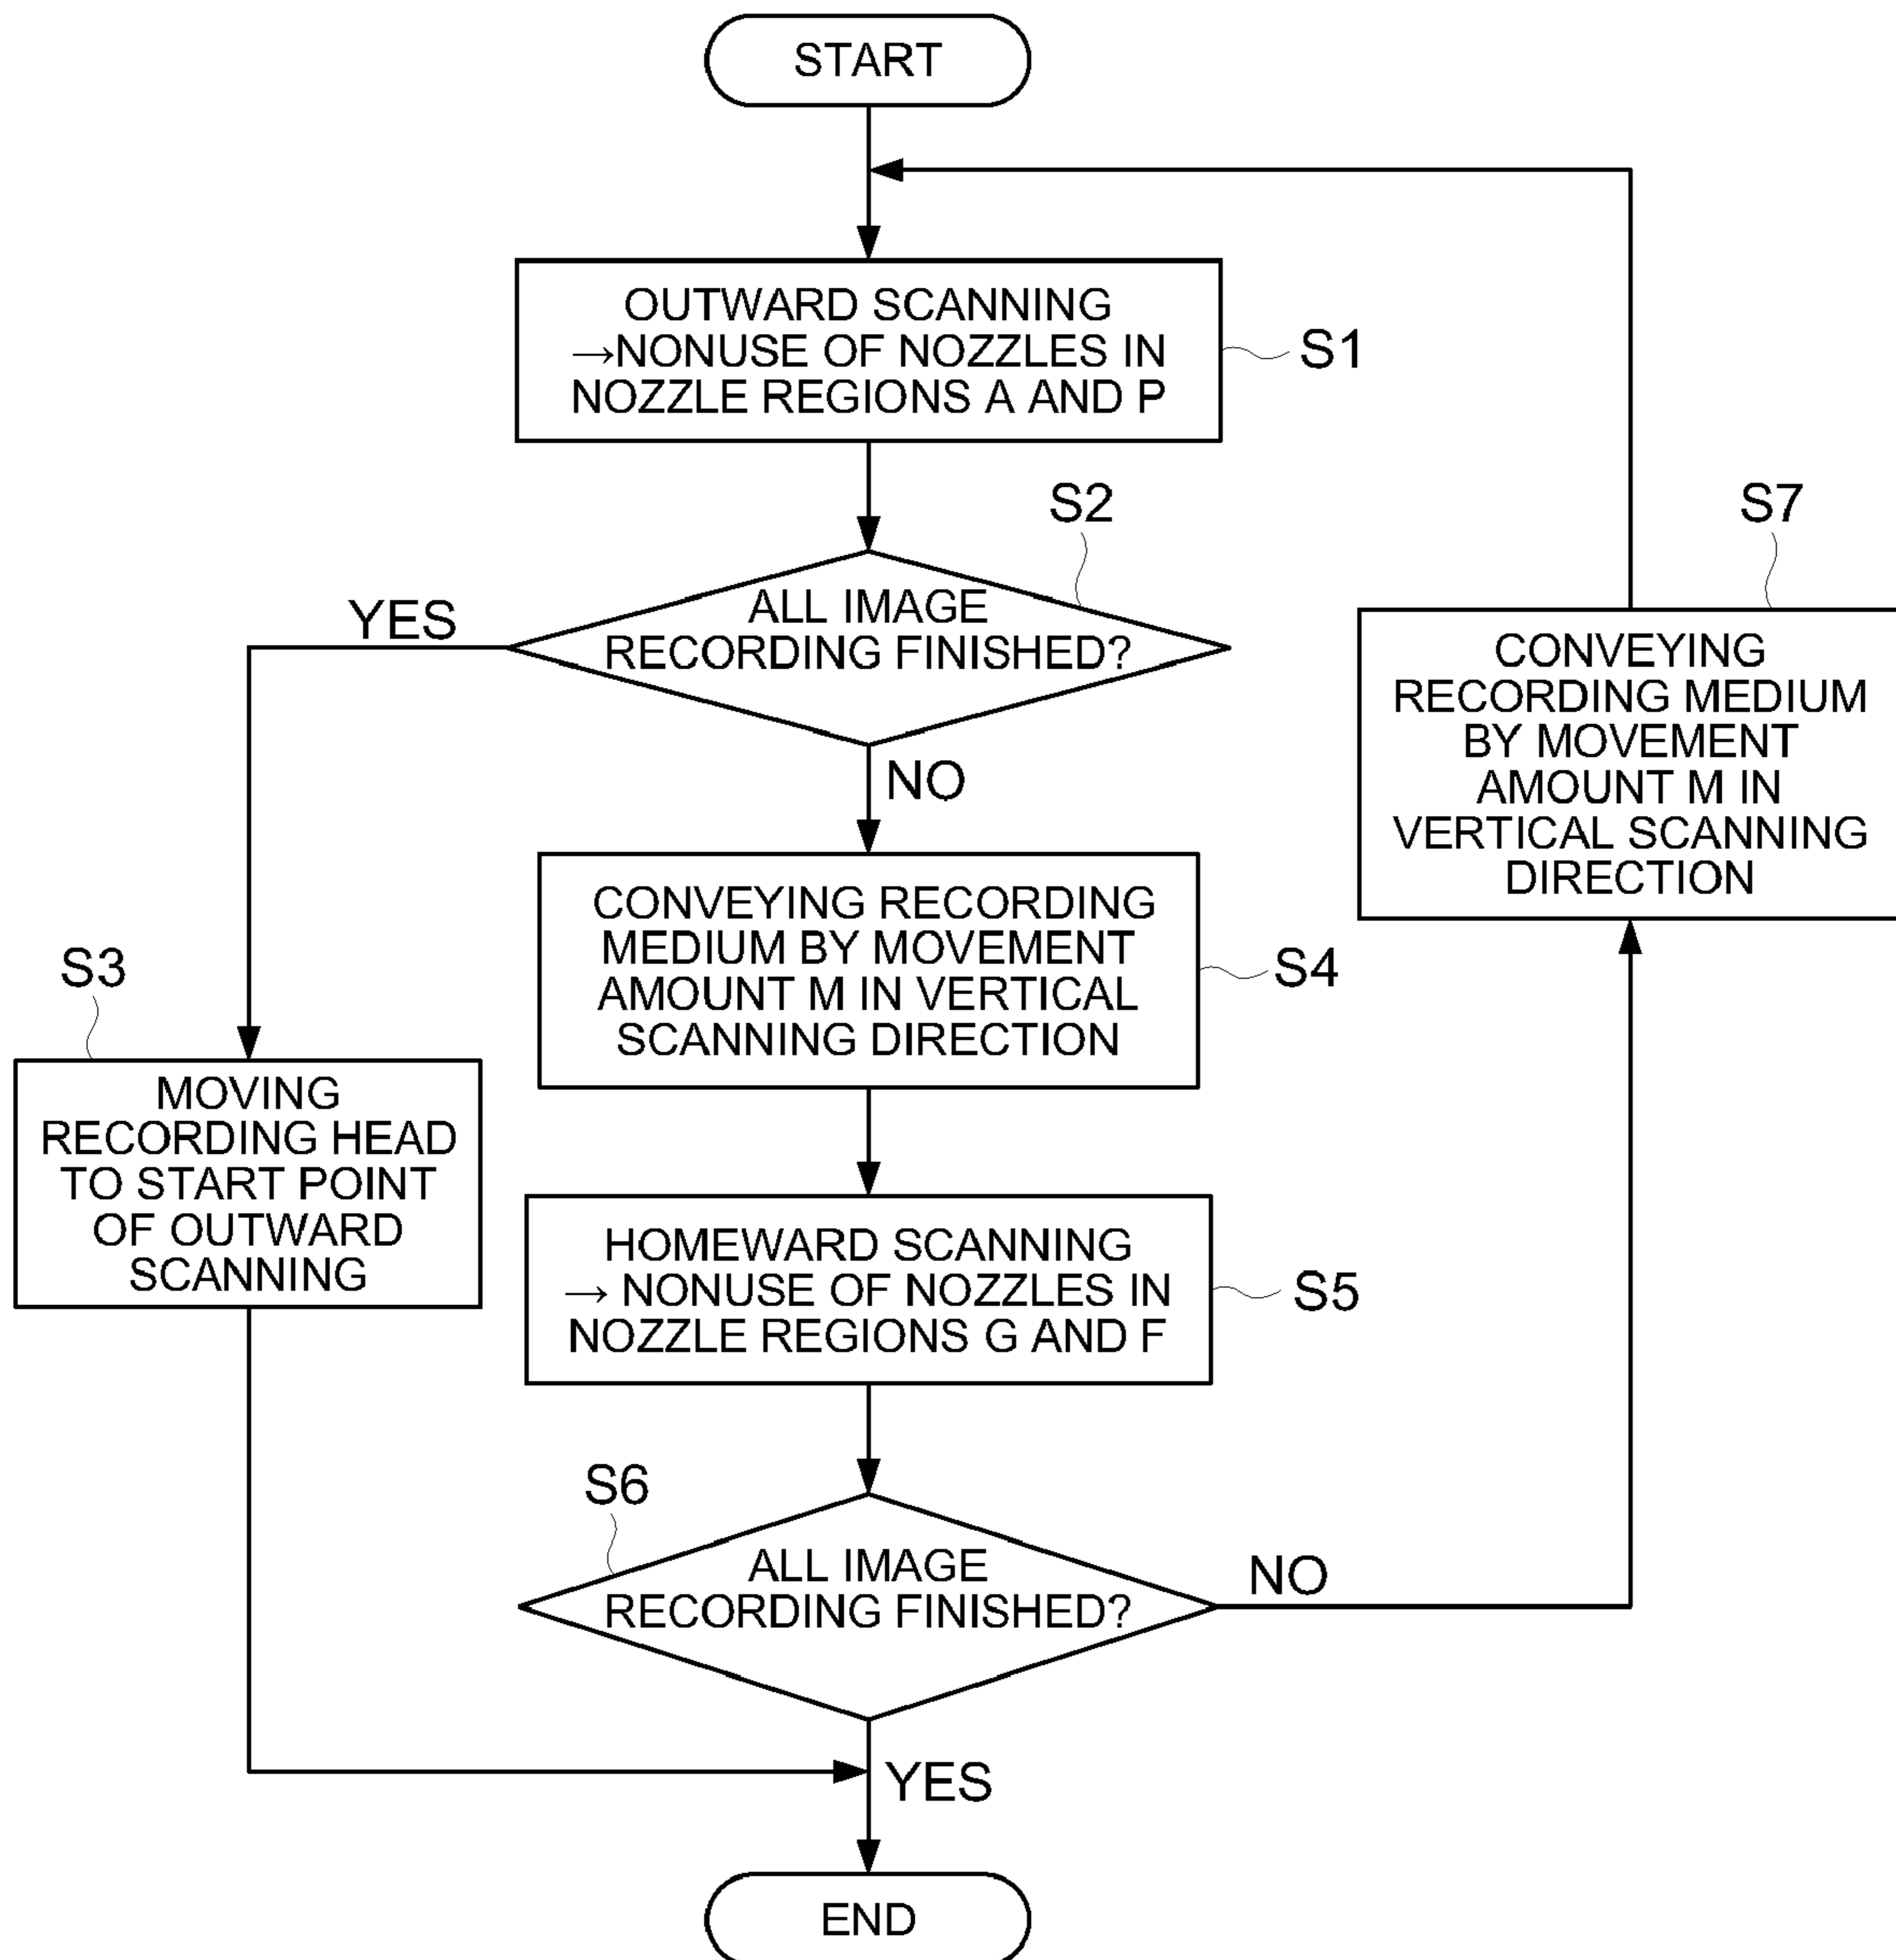 START
OUTWARD SCANNING
→NONUSE OF NOZZLES IN
NOZZLE REGIONS A AND P
S1
S2
ALL IMAGE
RECORDING FINISHED?
YES
NO
S7
CONVEYING
RECORDING MEDIUM
BY MOVEMENT
AMOUNT M IN
VERTICAL SCANNING
DIRECTION
CONVEYING RECORDING
MEDIUM BY MOVEMENT
AMOUNT M IN VERTICAL
SCANNING DIRECTION
S4
S3
MOVING
RECORDING HEAD
TO START POINT
OF OUTWARD
SCANNING
HOMEWARD SCANNING
→ NONUSE OF NOZZLES IN
NOZZLE REGIONS G AND F
S5
S6
ALL IMAGE
RECORDING FINISHED?
NO
YES
END